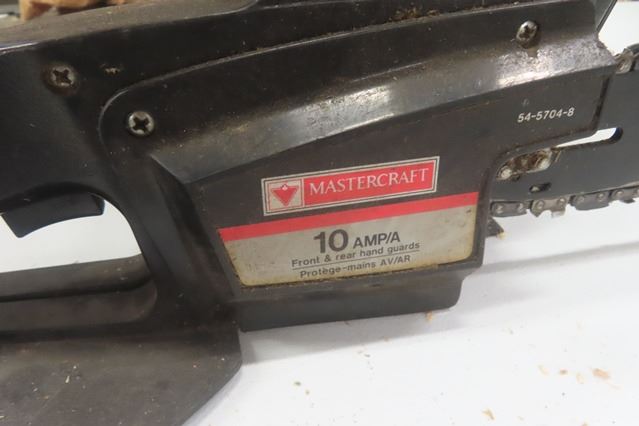 54-5704-8
MASTERCRAFT
10 AMP/A
Front & rear hand guards
Protège-mains AV/AR